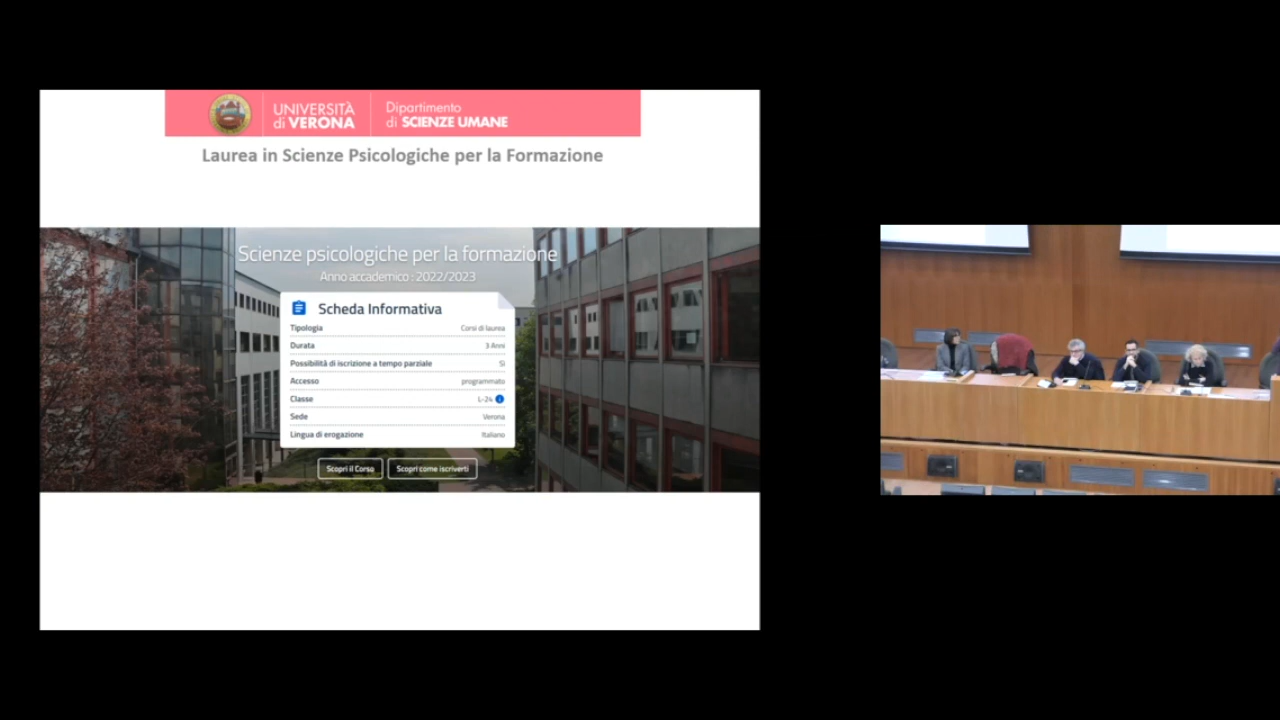 UNIVERSITÀ
di VERONA
Dipartimento
di SCIENZE UMANE
Laurea in Scienze Psicologiche per la Formazione
Scienze psicologiche per la formazione
Anno accademico : 2022/2023
Scheda Informativa
Tipologia Corsi di laurea
Durata 3 Anni
Possibilità di iscrizione a tempo parziale Sì
Accesso programmato
Classe L-24
Sede Verona
Lingua di erogazione Italiano
Scopri il Corso Scopri come iscriverti